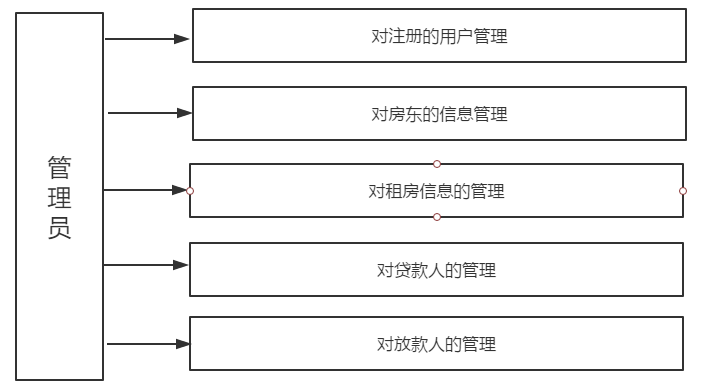 管理员
对注册的用户管理
对房东的信息管理
对租房信息的管理
对贷款人的管理
对放款人的管理